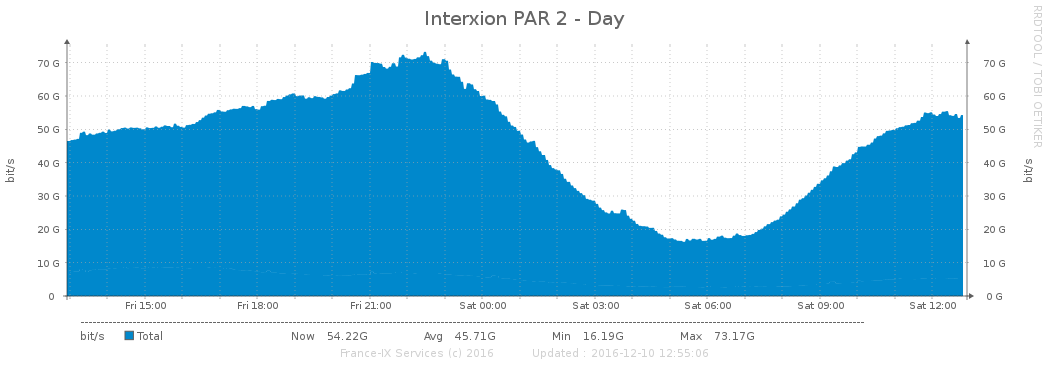 Interxion PAR 2 - Day
RRDTOOL / TOBI OETIKER
bit/s
bit/s
70 G 70 G
60 G 60 G
50 G 50 G
40 G 40 G
30 G 30 G
20 G 20 G
10 G 10 G
0 0 G
Fri 15:00 Fri 18:00 Fri 21:00 Sat 00:00 Sat 03:00 Sat 06:00 Sat 09:00 Sat 12:00
bit/s Total Now 54.22G Avg 45.71G Min 16.19G Max 73.17G
France-IX Services (c) 2016 Updated : 2016-12-10 12:55:06